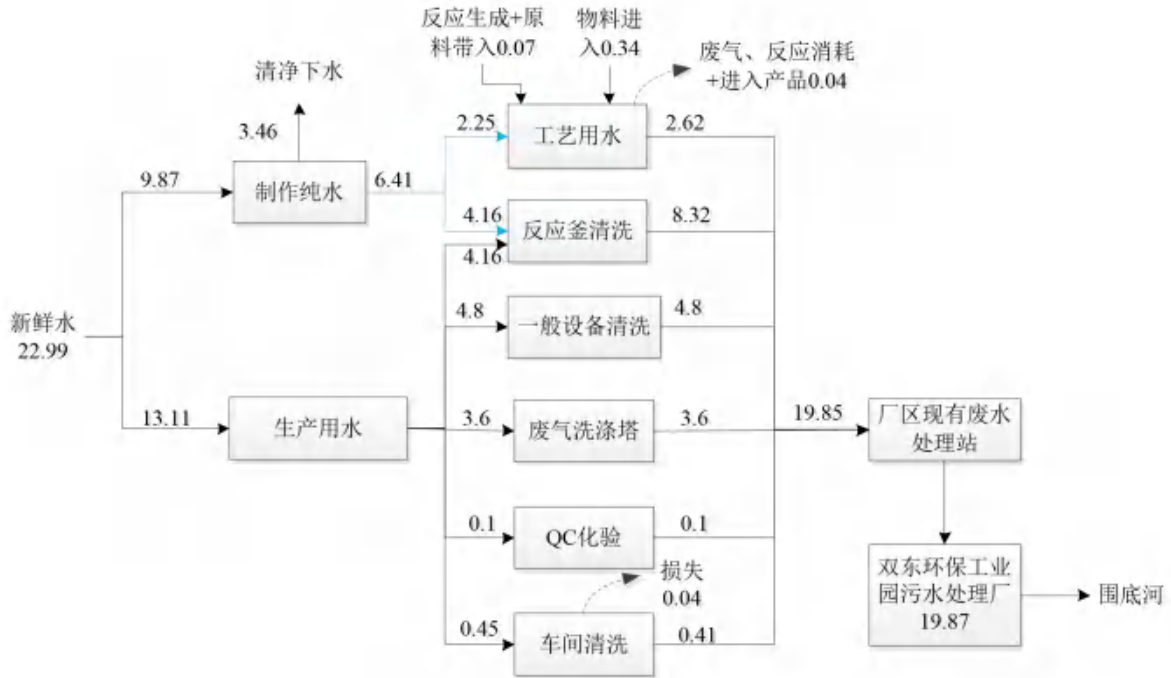 反应生成+原
料带入0.07
物料进
入0.34
废气、反应消耗
+进入产品0.04
清净下水
3.46
2.25
工艺用水
2.62
9.87
制作纯水
6.41
4.16
反应釜清洗
8.32
4.16
新鲜水
22.99
4.8
一般设备清洗
4.8
13.11
生产用水
3.6
废气洗涤塔
3.6
19.85
厂区现有废水
处理站
0.1
QC化验
0.1
损失
0.04
0.45
车间清洗
0.41
双东环保工业
园污水处理厂
19.87
围底河